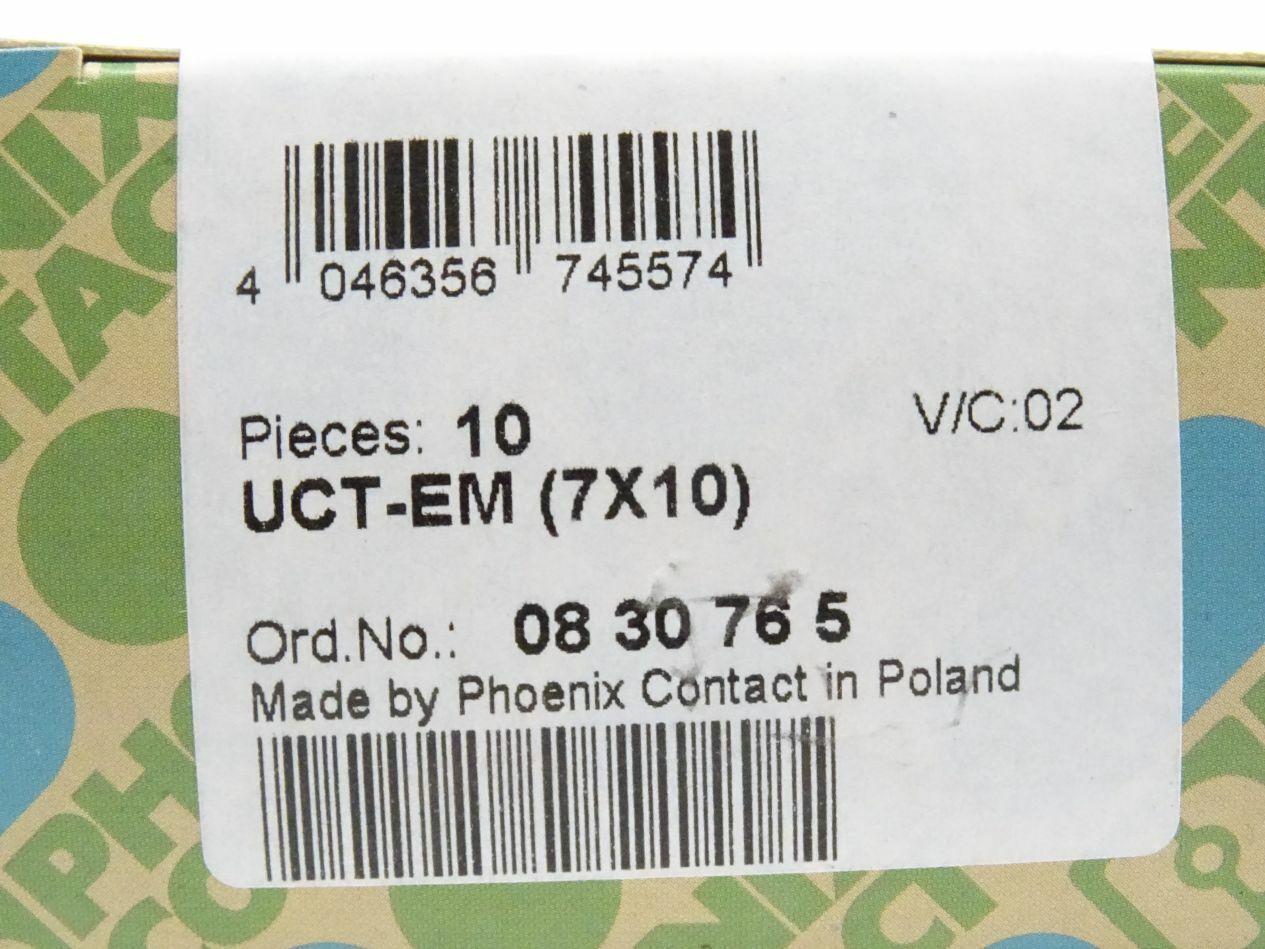 4 046356 745574
Pieces: 10
V/C:02
UCT-EM (7X10)
Ord.No.: 08 30 76 5
Made by Phoenix Contact in Poland